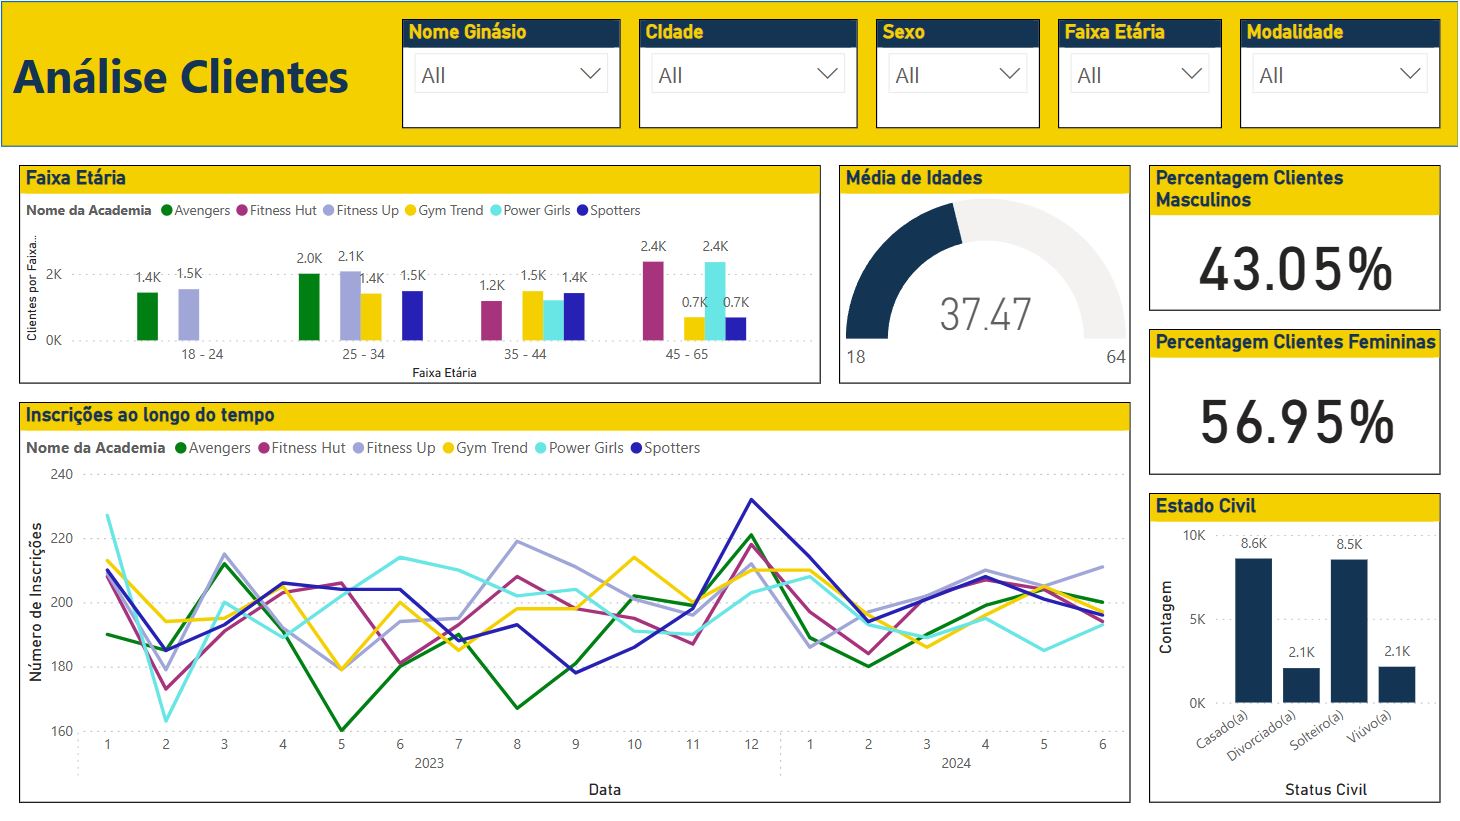 Análise Clientes
Nome Ginásio
All
CIdade
All
Sexo
All
Faixa Etária
All
Modalidade
All
Faixa Etária
Nome da Academia Avengers Fitness Hut Fitness Up Gym Trend Power Girls Spotters
Clientes por Faixa...
2K
0K
1.4K 1.5K
2.0K 2.1K 1.4K 1.5K
1.2K 1.5K 1.4K
2.4K 0.7K 2.4K 0.7K
18 - 24 25 - 34 35 - 44 45 - 65
Faixa Etária
Média de Idades
37.47
18 64
Percentagem Clientes
Masculinos
43.05%
Percentagem Clientes Femininas
56.95%
Inscrições ao longo do tempo
Nome da Academia Avengers Fitness Hut Fitness Up Gym Trend Power Girls Spotters
Número de Inscrições
240
220
200
180
160
1 2 3 4 5 6 7 8 9 10 11 12 1 2 3 4 5 6
2023 2024
Data
Estado Civil
Contagem
10K
5K
0K
8.6K 2.1K 8.5K 2.1K
Casado(a) Divorciado(a) Solteiro(a) Viúvo(a)
Status Civil